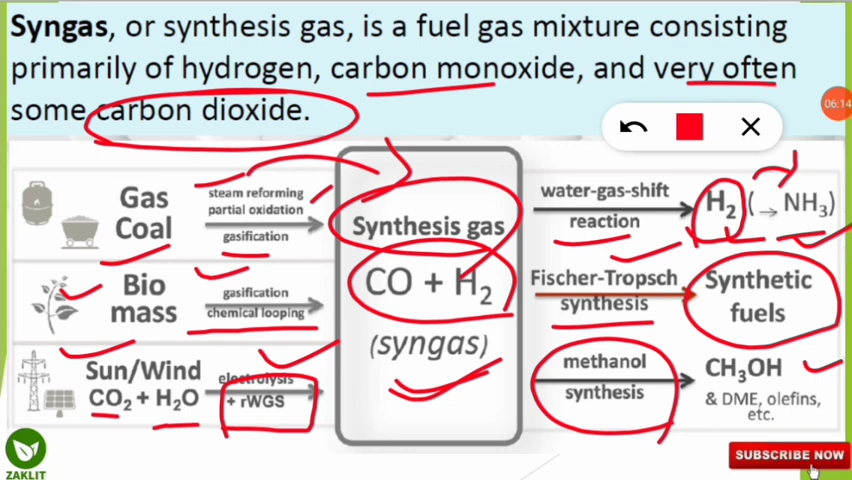 Syngas, or synthesis gas, is a fuel gas mixture consisting
primarily of hydrogen, carbon monoxide, and very often
some carbon dioxide.
06:14
Gas
Coal
steam reforming
partial oxidation
gasification
Bio
mass
gasification
chemical looping
Sun/Wind
CO₂ + H₂O
electrolysis
+ rWGS
Synthesis gas
CO + H₂
(syngas)
water-gas-shift
reaction
H₂ (→ NH₃)
Fischer-Tropsch
synthesis
Synthetic
fuels
methanol
synthesis
CH₃OH
& DME, olefins,
etc.
ZAKLIT
SUBSCRIBE NOW